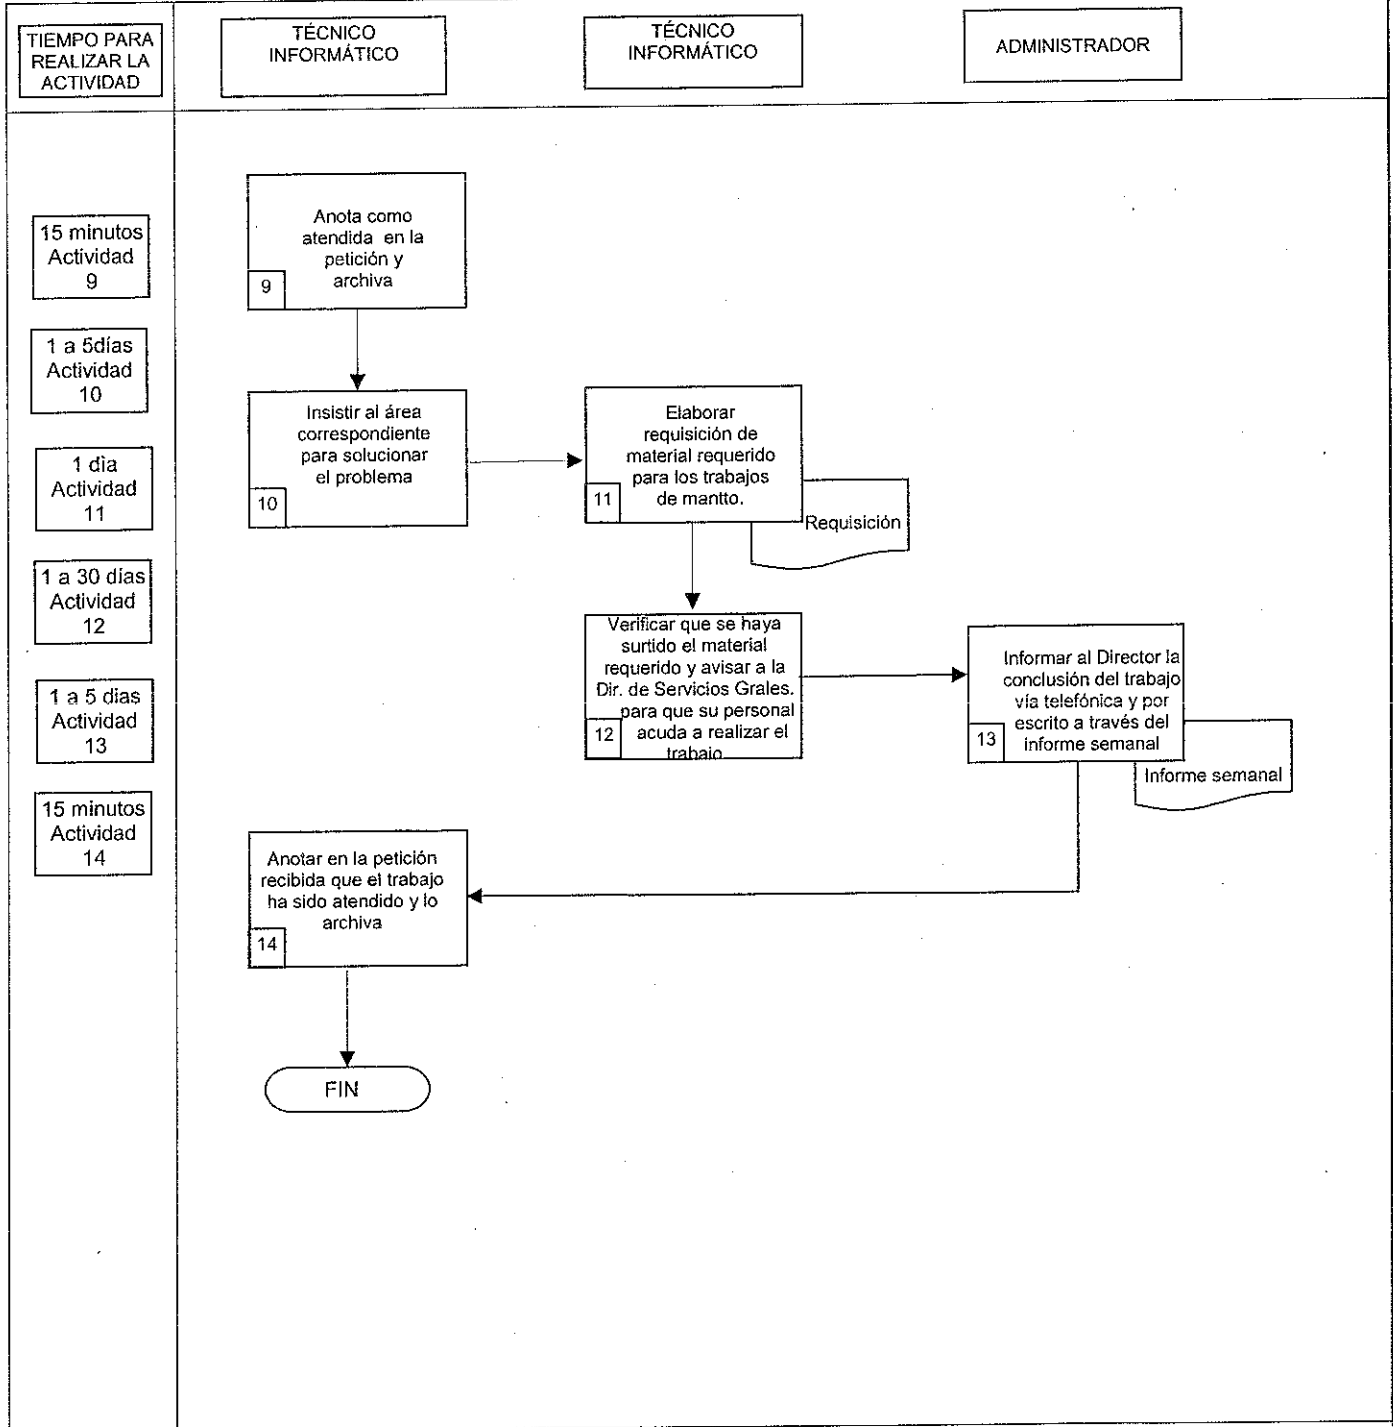 TIEMPO PARA
REALIZAR LA
ACTIVIDAD
TÉCNICO
INFORMÁTICO
TÉCNICO
INFORMÁTICO
ADMINISTRADOR
15 minutos
Actividad
9
Anota como
atendida en la
petición y
archiva
9
1 a 5días
Actividad
10
Insistir al área
correspondiente
para solucionar
el problema
10
Elaborar
requisición de
material requerido
para los trabajos
de mantto.
11
Requisición
1 dia
Actividad
11
1 a 30 días
Actividad
12
Verificar que se haya
surtido el material
requerido y avisar a la
Dir. de Servicios Grales.
para que su personal
acuda a realizar el
trabajo
12
Informar al Director la
conclusión del trabajo
vía telefónica y por
escrito a través del
informe semanal
13
Informe semanal
1 a 5 dias
Actividad
13
15 minutos
Actividad
14
Anotar en la petición
recibida que el trabajo
ha sido atendido y lo
archiva
14
FIN